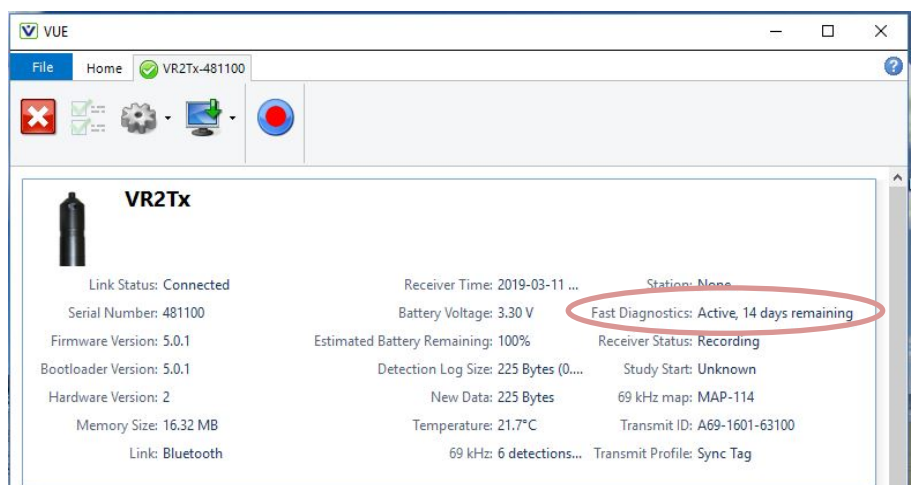 VUE
File Home VR2Tx-481100
VR2Tx
Link Status: Connected Receiver Time: 2019-03-11 ... Station: None
Serial Number: 481100 Battery Voltage: 3.30 V Fast Diagnostics: Active, 14 days remaining
Firmware Version: 5.0.1 Estimated Battery Remaining: 100% Receiver Status: Recording
Bootloader Version: 5.0.1 Detection Log Size: 225 Bytes (0.... Study Start: Unknown
Hardware Version: 2 New Data: 225 Bytes 69 kHz map: MAP-114
Memory Size: 16.32 MB Temperature: 21.7°C Transmit ID: A69-1601-63100
Link: Bluetooth 69 kHz: 6 detections... Transmit Profile: Sync Tag